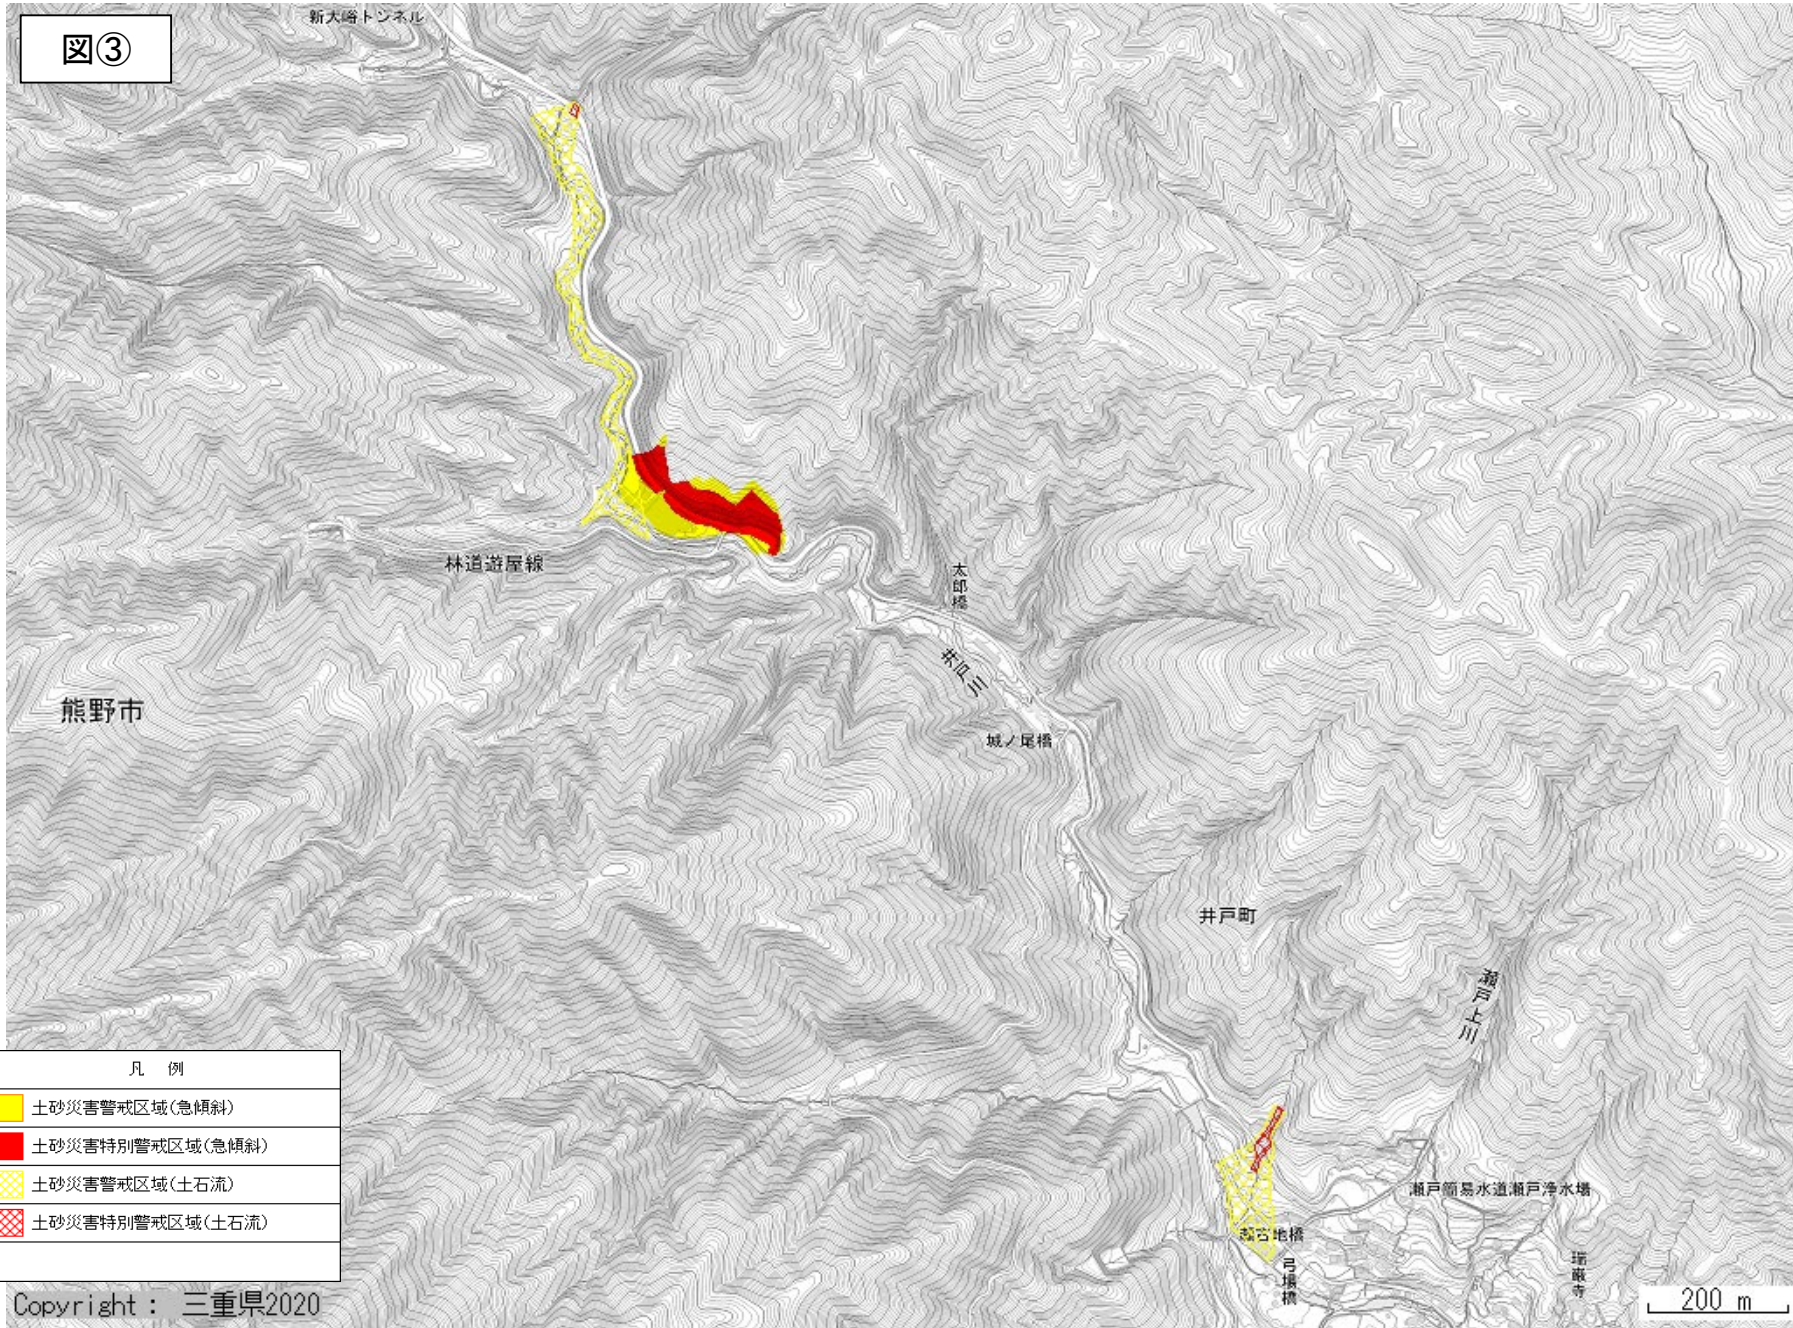 新大峪トンネル
図③
林道遊屋線
太郎橋
井戸川
熊野市
城ノ尾橋
井戸町
瀬戸上川
凡 例
土砂災害警戒区域(急傾斜)
土砂災害特別警戒区域(急傾斜)
土砂災害警戒区域(土石流)
土砂災害特別警戒区域(土石流)
瀬戸簡易水道瀬戸浄水場
弓場橋
瑞巌寺
Copyright : 三重県2020
200 m